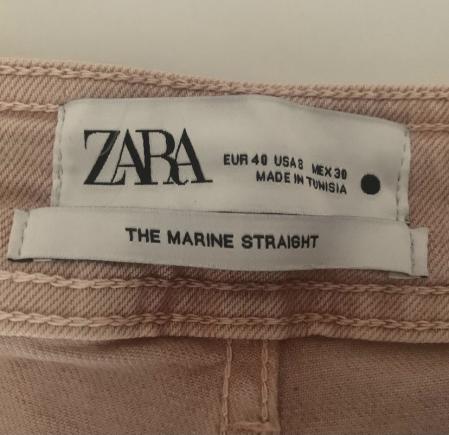 ZARA
EUR 40 USA 8 MEX 30
MADE IN TUNISIA
THE MARINE STRAIGHT